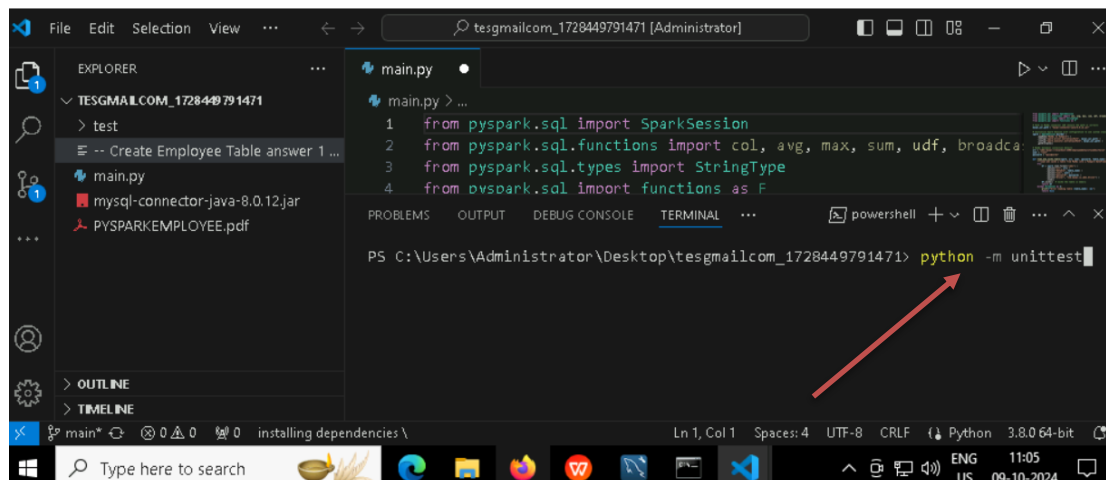 File Edit Selection View ... tesgmailcom_1728449791471 [Administrator]
EXPLORER ...
TESGMAILCOM_1728449791471
test
-- Create Employee Table answer 1 ...
main.py
mysql-connector-java-8.0.12.jar
PYSPARKEMPLOYEE.pdf
OUTLINE
TIMELINE
1
1
main.py
main.py > ...
1 from pyspark.sql import SparkSession
2 from pyspark.sql.functions import col, avg, max, sum, udf, broadca
3 from pyspark.sql.types import StringType
4 from pyspark.sql import functions as F
PROBLEMS OUTPUT DEBUG CONSOLE TERMINAL ... powershell
PS C:\Users\Administrator\Desktop\tesgmailcom_1728449791471> python -m unittest
main* 0 0 0 installing dependencies \ Ln 1, Col 1 Spaces: 4 UTF-8 CRLF Python 3.8.0 64-bit
Type here to search ENG 11:05
US 09-10-2024